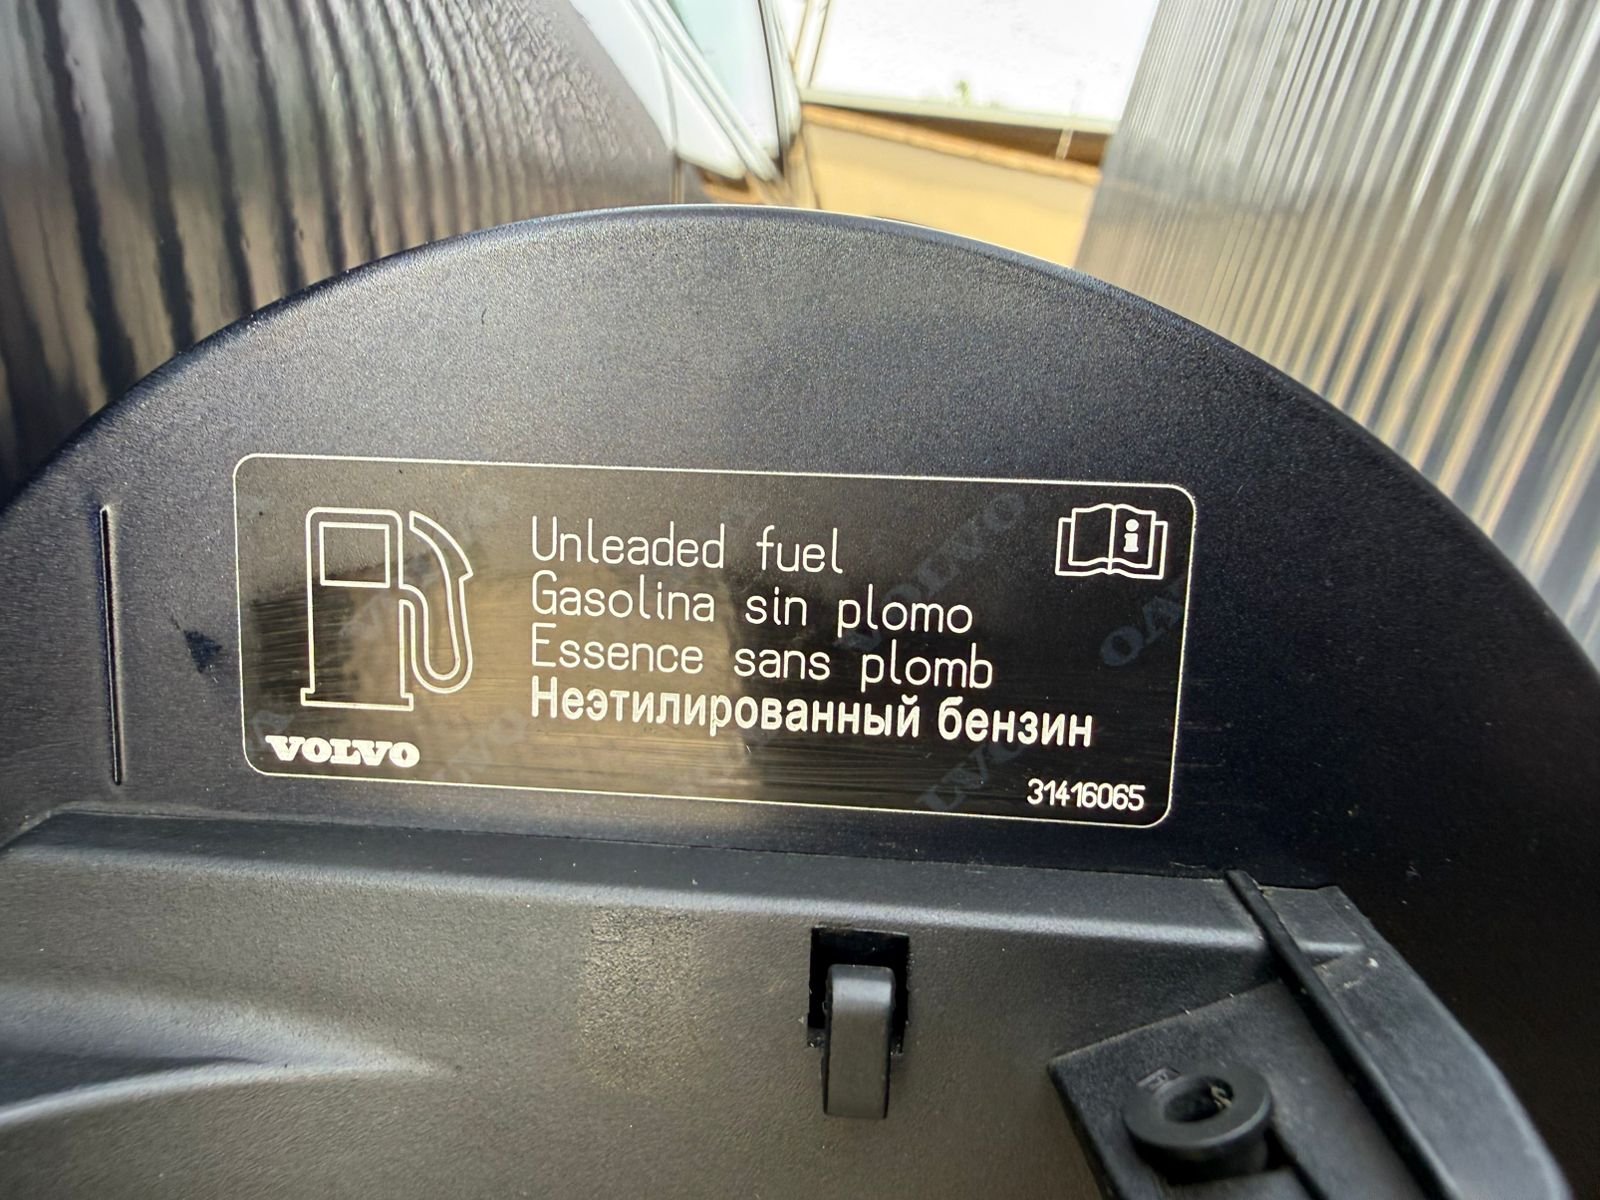 Unleaded fuel
Gasolina sin plomo
Essence sans plomb
Неэтилированный бензин
VOLVO
31416065